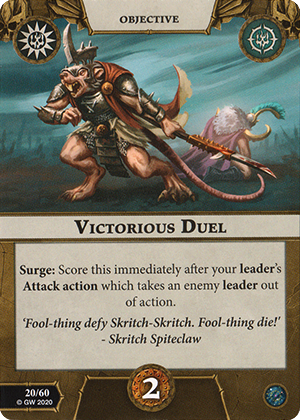 OBJECTIVE
VICTORIOUS DUEL
Surge: Score this immediately after your leader's
Attack action which takes an enemy leader out
of action.
'Fool-thing defy Skritch-Skritch. Fool-thing die!'
- Skritch Spiteclaw
20/60
© GW 2020
2